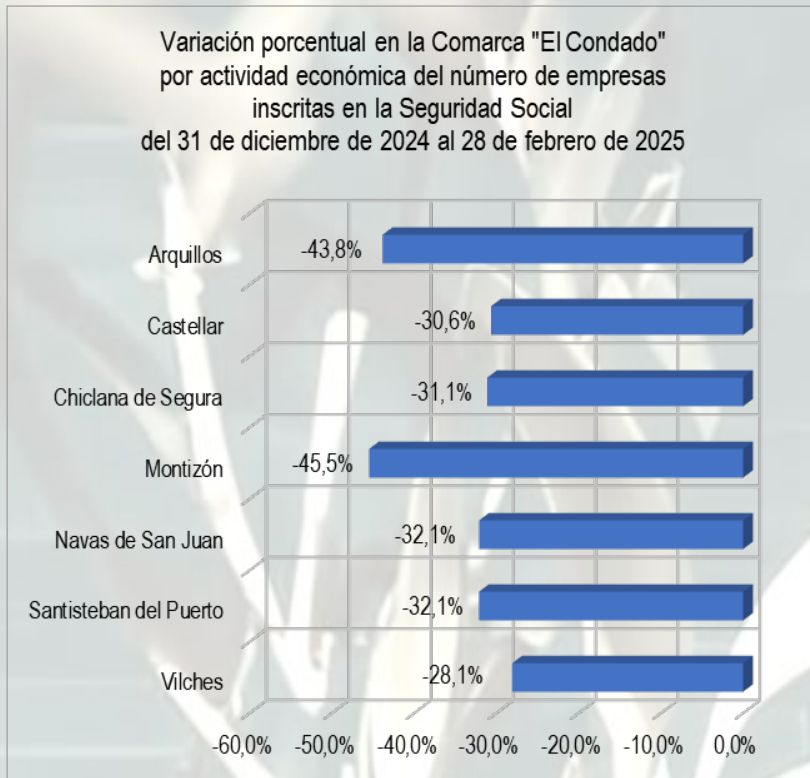 Variación porcentual en la Comarca "El Condado"
por actividad económica del número de empresas
inscritas en la Seguridad Social
del 31 de diciembre de 2024 al 28 de febrero de 2025
Arquillos -43,8%
Castellar -30,6%
Chiclana de Segura -31,1%
Montizón -45,5%
Navas de San Juan -32,1%
Santisteban del Puerto -32,1%
Vilches -28,1%
-60,0% -50,0% -40,0% -30,0% -20,0% -10,0% 0,0%